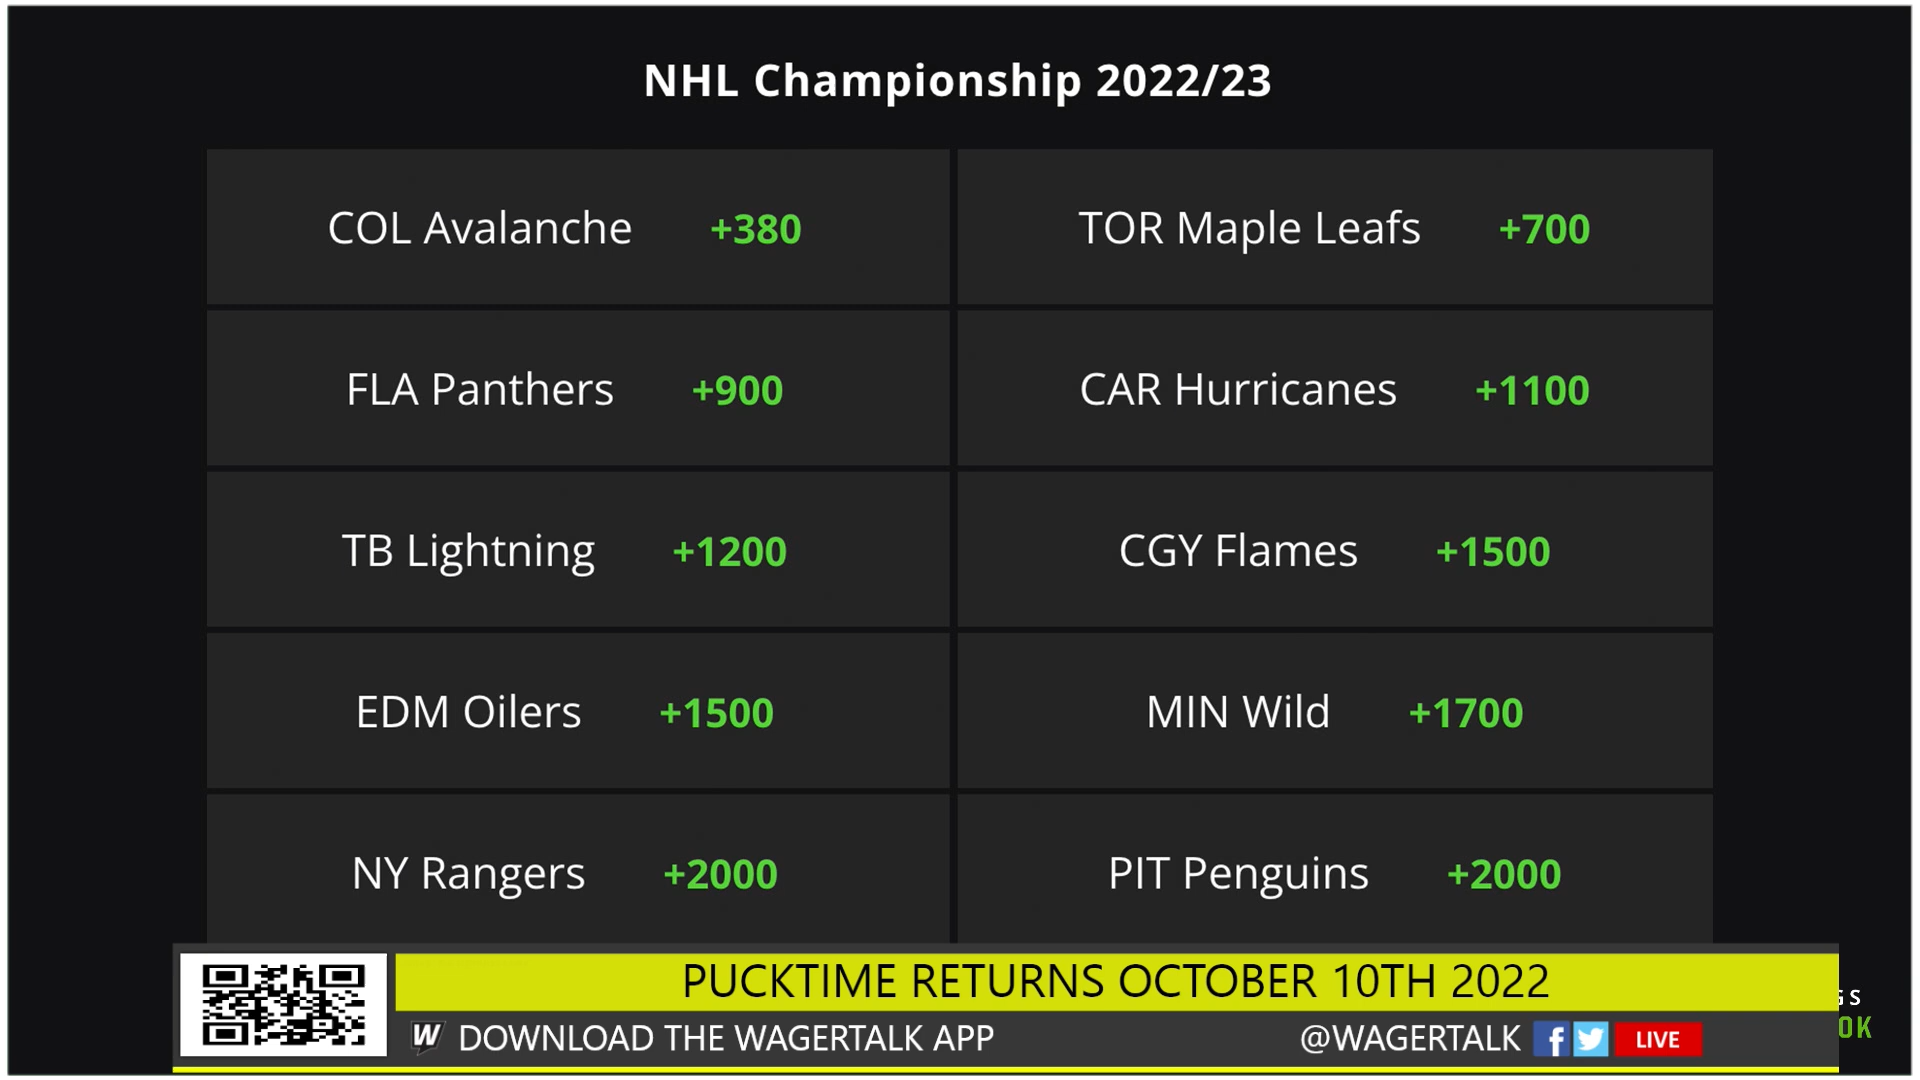 NHL Championship 2022/23
COL Avalanche +380
TOR Maple Leafs +700
FLA Panthers +900
CAR Hurricanes +1100
TB Lightning +1200
CGY Flames +1500
EDM Oilers +1500
MIN Wild +1700
NY Rangers +2000
PIT Penguins +2000
PUCKTIME RETURNS OCTOBER 10TH 2022
GS
OK
W DOWNLOAD THE WAGERTALK APP
@WAGERTALK f LIVE